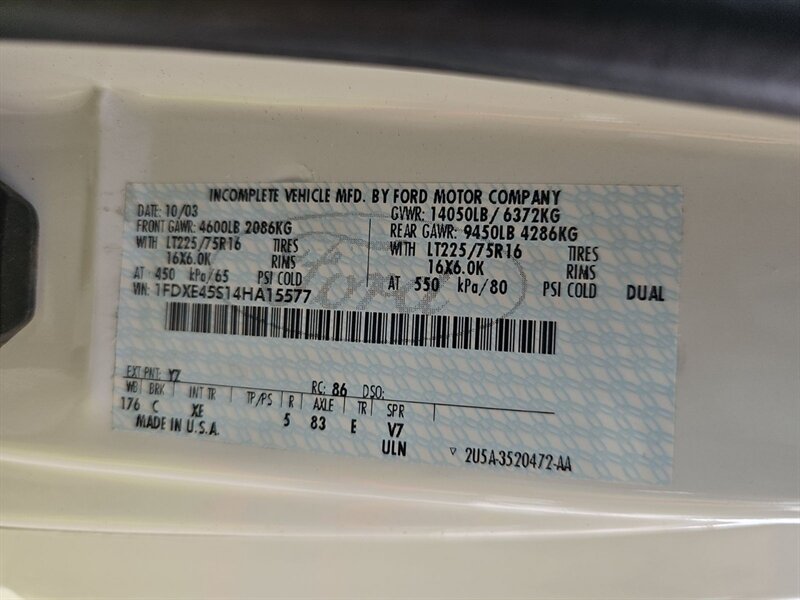 INCOMPLETE VEHICLE MFD. BY FORD MOTOR COMPANY
DATE: 10/03 GVWR: 14050LB/ 6372KG
FRONT GAWR: 4600LB 2086KG REAR GAWR: 9450LB 4286KG
WITH LT225/75R16 TIRES WITH LT225/75R16 TIRES
16X6.0K RIMS 16X6.0K RIMS
AT 450 kPa/65 PSI COLD AT 550 kPa/80 PSI COLD DUAL
VIN: 1FDXE45S14HA15577
Ford
EXT PNT: YZ RC: 86 DSO:
WB BRK INT TR TP/PS R AXLE TR SPR
176 C XE 5 83 E V7
MADE IN U.S.A. ULN
▽ 2U5A-3520472-AA